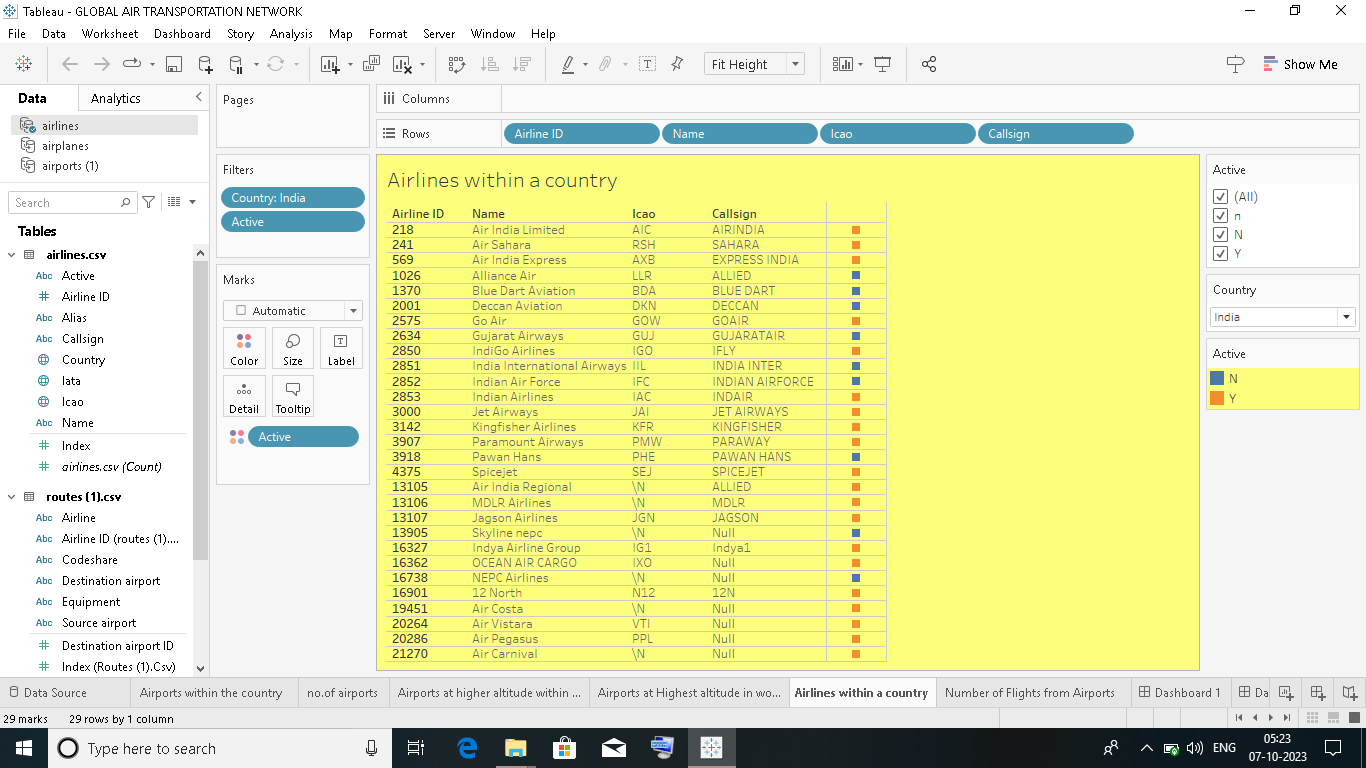 Tableau - GLOBAL AIR TRANSPORTATION NETWORK
File Data Worksheet Dashboard Story Analysis Map Format Server Window Help
Fit Height
Show Me
Data Analytics
airlines
airplanes
airports (1)
Search
Tables
airlines.csv
Abc Active
# Airline ID
Abc Alias
Abc Callsign
Country
Iata
Icao
Abc Name
# Index
# airlines.csv (Count)
routes (1).csv
Abc Airline
Abc Airline ID (routes (1)....
Abc Codeshare
Abc Destination airport
Abc Equipment
Abc Source airport
# Destination airport ID
# Index (Routes (1).Csv)
Pages
Filters
Country: India
Active
Marks
Automatic
Color Size Label
Detail Tooltip
Active
Columns
Rows Airline ID Name Icao Callsign
Airlines within a country
Airline ID Name Icao Callsign
218 Air India Limited AIC AIRINDIA
241 Air Sahara RSH SAHARA
569 Air India Express AXB EXPRESS INDIA
1026 Alliance Air LLR ALLIED
1370 Blue Dart Aviation BDA BLUE DART
2001 Deccan Aviation DKN DECCAN
2575 Go Air GOW GOAIR
2634 Gujarat Airways GUJ GUJARATAIR
2850 IndiGo Airlines IGO IFLY
2851 India International Airways IIL INDIA INTER
2852 Indian Air Force IFC INDIAN AIRFORCE
2853 Indian Airlines IAC INDAIR
3000 Jet Airways JAI JET AIRWAYS
3142 Kingfisher Airlines KFR KINGFISHER
3907 Paramount Airways PMW PARAWAY
3918 Pawan Hans PHE PAWAN HANS
4375 Spicejet SEJ SPICEJET
13105 Air India Regional \N ALLIED
13106 MDLR Airlines \N MDLR
13107 Jagson Airlines JGN JAGSON
13905 Skyline nepc \N Null
16327 Indya Airline Group IG1 Indya1
16362 OCEAN AIR CARGO IXO Null
16738 NEPC Airlines \N Null
16901 12 North N12 12N
19451 Air Costa \N Null
20264 Air Vistara VTI Null
20286 Air Pegasus PPL Null
21270 Air Carnival \N Null
Active
(All)
n
N
Y
Country
India
Active
N
Y
Data Source Airports within the country no.of airports Airports at higher altitude within ... Airports at Highest altitude in wo... Airlines within a country Number of Flights from Airports Dashboard 1 Da
29 marks 29 rows by 1 column
Type here to search
ENG
05:23
07-10-2023